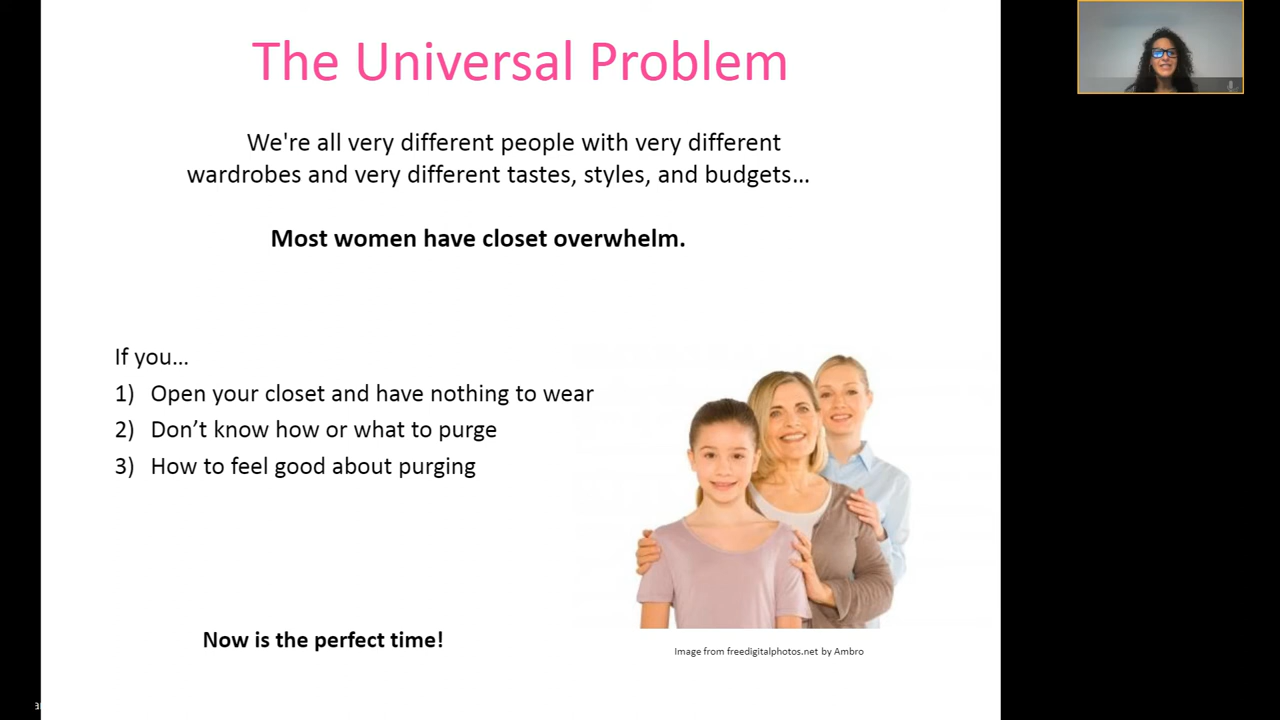 The Universal Problem
We're all very different people with very different
wardrobes and very different tastes, styles, and budgets…
Most women have closet overwhelm.
If you…
1) Open your closet and have nothing to wear
2) Don’t know how or what to purge
3) How to feel good about purging
Now is the perfect time!
Image from freedigitalphotos.net by Ambro